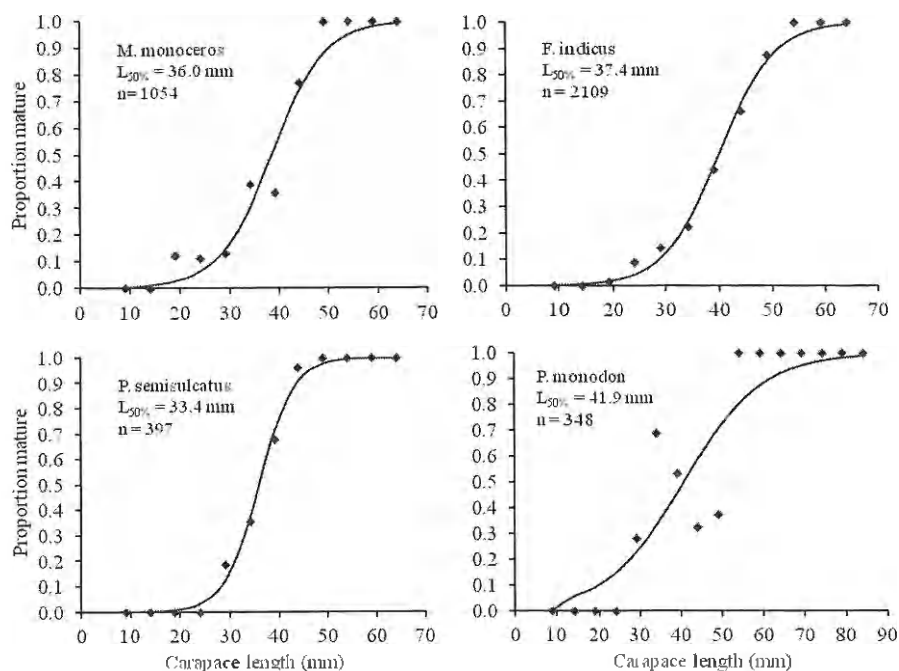 M. monoceros
L50% = 36.0 mm
n=1054
Proportion mature
1.0
0.9
0.8
0.7
0.6
0.5
0.4
0.3
0.2
0.1
0.0
0 10 20 30 40 50 60 70
F. indicus
L50% = 37.4 mm
n = 2109
1.0
0.9
0.8
0.7
0.6
0.5
0.4
0.3
0.2
0.1
0.0
0 10 20 30 40 50 60 70
P. semisulcatus
L50% = 33.4 mm
n = 397
Proportion mature
1.0
0.9
0.8
0.7
0.6
0.5
0.4
0.3
0.2
0.1
0.0
0 10 20 30 40 50 60 70
Carapace length (mm)
P. monodon
L50% = 41.9 mm
n = 348
1.0
0.9
0.8
0.7
0.6
0.5
0.4
0.3
0.2
0.1
0.0
0 10 20 30 40 50 60 70 80 90
Carapace length (mm)